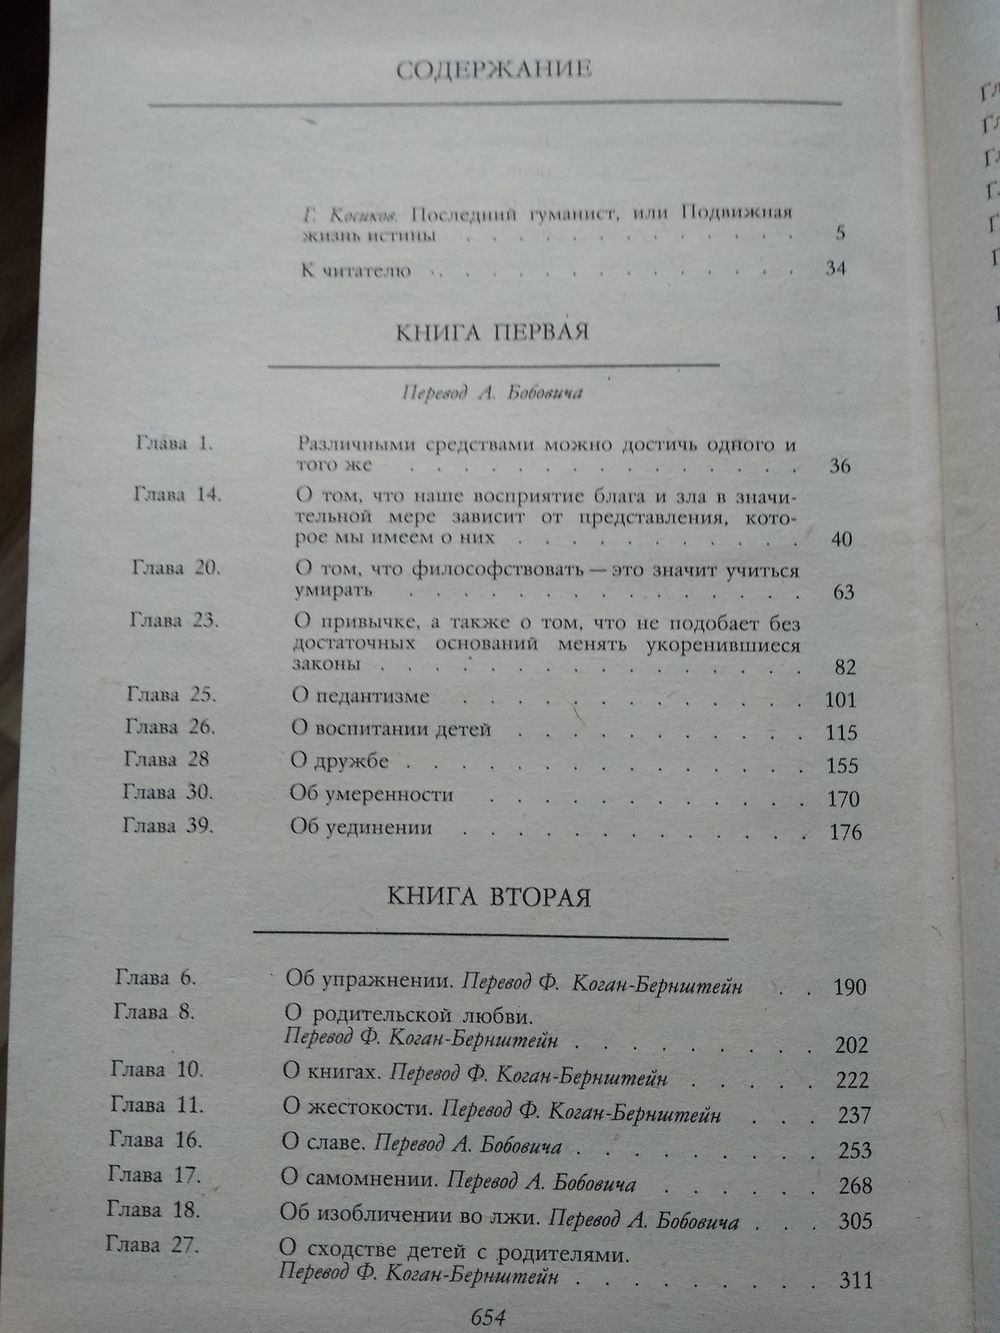 СОДЕРЖАНИЕ
Г. Косиков. Последний гуманист, или Подвижная
жизнь истины . . . . . . . . . . . . . 5
К читателю . . . . . . . . . . . . . . 34
КНИГА ПЕРВАЯ
Перевод А. Бобовича
Глава 1. Различными средствами можно достичь одного и
того же . . . . . . . . . . . . . . . 36
Глава 14. О том, что наше восприятие блага и зла в значи-
тельной мере зависит от представления, кото-
рое мы имеем о них . . . . . . . . . . . 40
Глава 20. О том, что философствовать — это значит учиться
умирать . . . . . . . . . . . . . . . 63
Глава 23. О привычке, а также о том, что не подобает без
достаточных оснований менять укоренившиеся
законы . . . . . . . . . . . . . . . . 82
Глава 25. О педантизме . . . . . . . . . . . . . 101
Глава 26. О воспитании детей . . . . . . . . . . . 115
Глава 28 О дружбе . . . . . . . . . . . . . . . 155
Глава 30. Об умеренности . . . . . . . . . . . . 170
Глава 39. Об уединении . . . . . . . . . . . . . 176
КНИГА ВТОРАЯ
Глава 6. Об упражнении. Перевод Ф. Коган-Бернштейн . . 190
Глава 8. О родительской любви.
Перевод Ф. Коган-Бернштейн . . . . . . . . . 202
Глава 10. О книгах. Перевод Ф. Коган-Бернштейн . . . . . 222
Глава 11. О жестокости. Перевод Ф. Коган-Бернштейн . . . 237
Глава 16. О славе. Перевод А. Бобовича . . . . . . . . . 253
Глава 17. О самомнении. Перевод А. Бобовича . . . . . . 268
Глава 18. Об изобличении во лжи. Перевод А. Бобовича . . . 305
Глава 27. О сходстве детей с родителями.
Перевод Ф. Коган-Бернштейн . . . . . . . . . 311
654